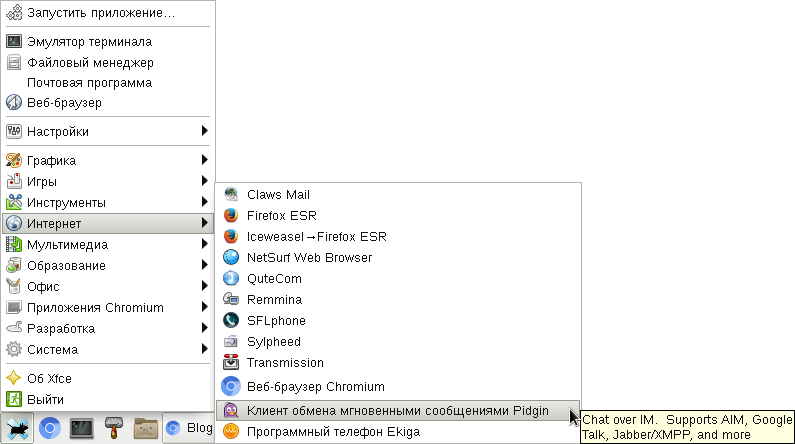 Запустить приложение...
Эмулятор терминала
Файловый менеджер
Почтовая программа
Веб-браузер
Настройки
Графика
Игры
Инструменты
Интернет
Мультимедиа
Образование
Офис
Приложения Chromium
Разработка
Система
Об Xfce
Выйти
Claws Mail
Firefox ESR
Iceweasel→Firefox ESR
NetSurf Web Browser
QuteCom
Remmina
SFLphone
Sylpheed
Transmission
Веб-браузер Chromium
Клиент обмена мгновенными сообщениями Pidgin
Программный телефон Ekiga
Chat over IM. Supports AIM, Google
Talk, Jabber/XMPP, and more
Blog